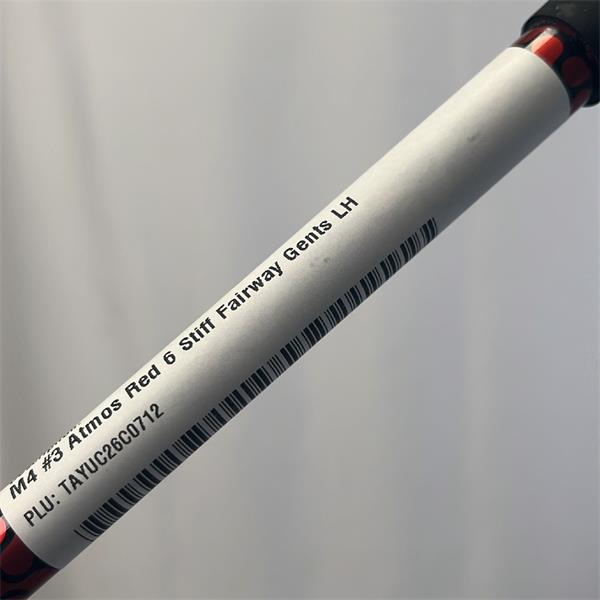 M4 #3 Atmos Red 6 Stiff Fairway Gents LH
PLU: TAYUC26C0712